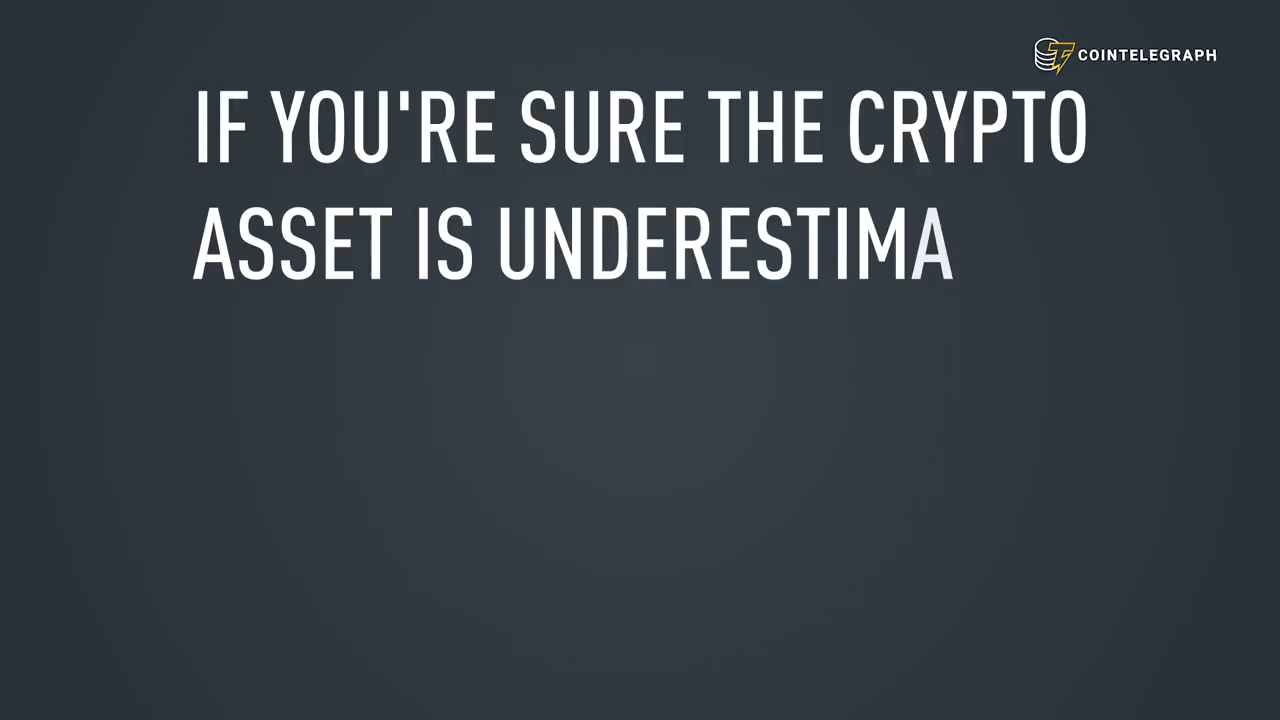 COINTELEGRAPH
IF YOU'RE SURE THE CRYPTO
ASSET IS UNDERESTIMA